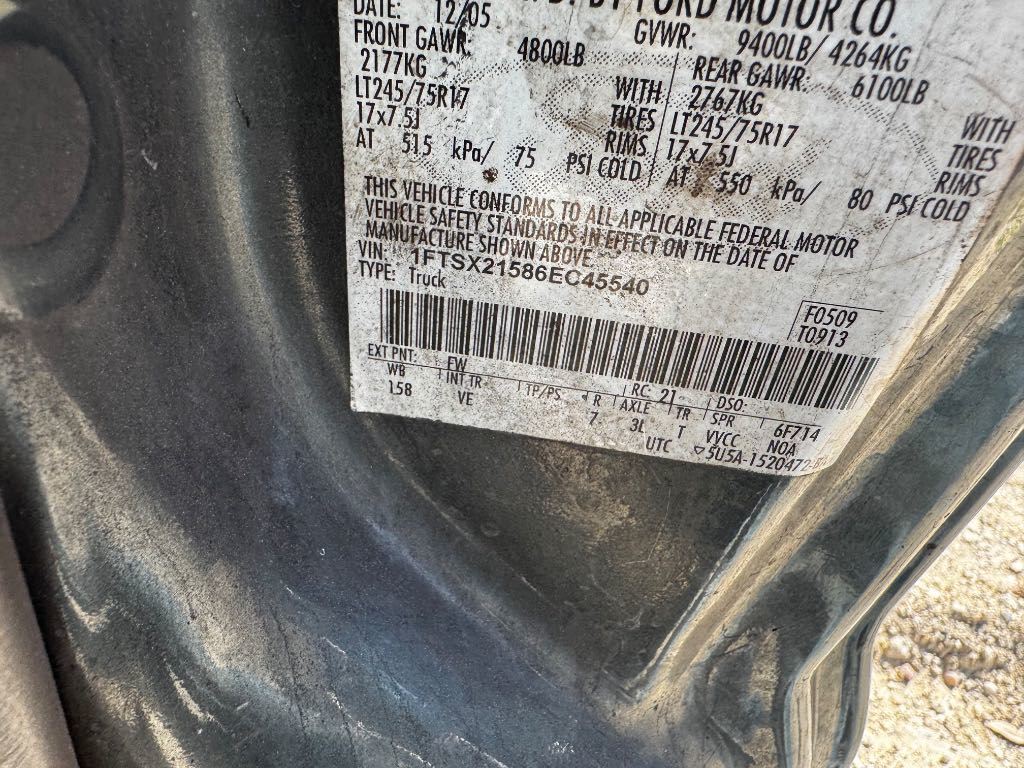 BY FORD MOTOR CO.
DATE: 12/05 GVWR: 9400LB/ 4264KG
FRONT GAWR: 4800LB REAR GAWR: 6100LB
2177KG WITH 2767KG WITH
LT245/75R17 TIRES LT245/75R17 TIRES
17x7.5J RIMS 17x7.5J RIMS
AT 515 kPa/ 75 PSI COLD AT 550 kPa/ 80 PSI COLD
THIS VEHICLE CONFORMS TO ALL APPLICABLE FEDERAL MOTOR
VEHICLE SAFETY STANDARDS IN EFFECT ON THE DATE OF
MANUFACTURE SHOWN ABOVE
VIN: 1FTSX21586EC45540
TYPE: Truck
F0509
T0913
EXT PNT: FW RC: 21 DSO:
WB INT TR TP/PS R AXLE TR SPR 6F714
158 VE 7 3L T VYCC NOA
UTC ▽5U5A-1520472-